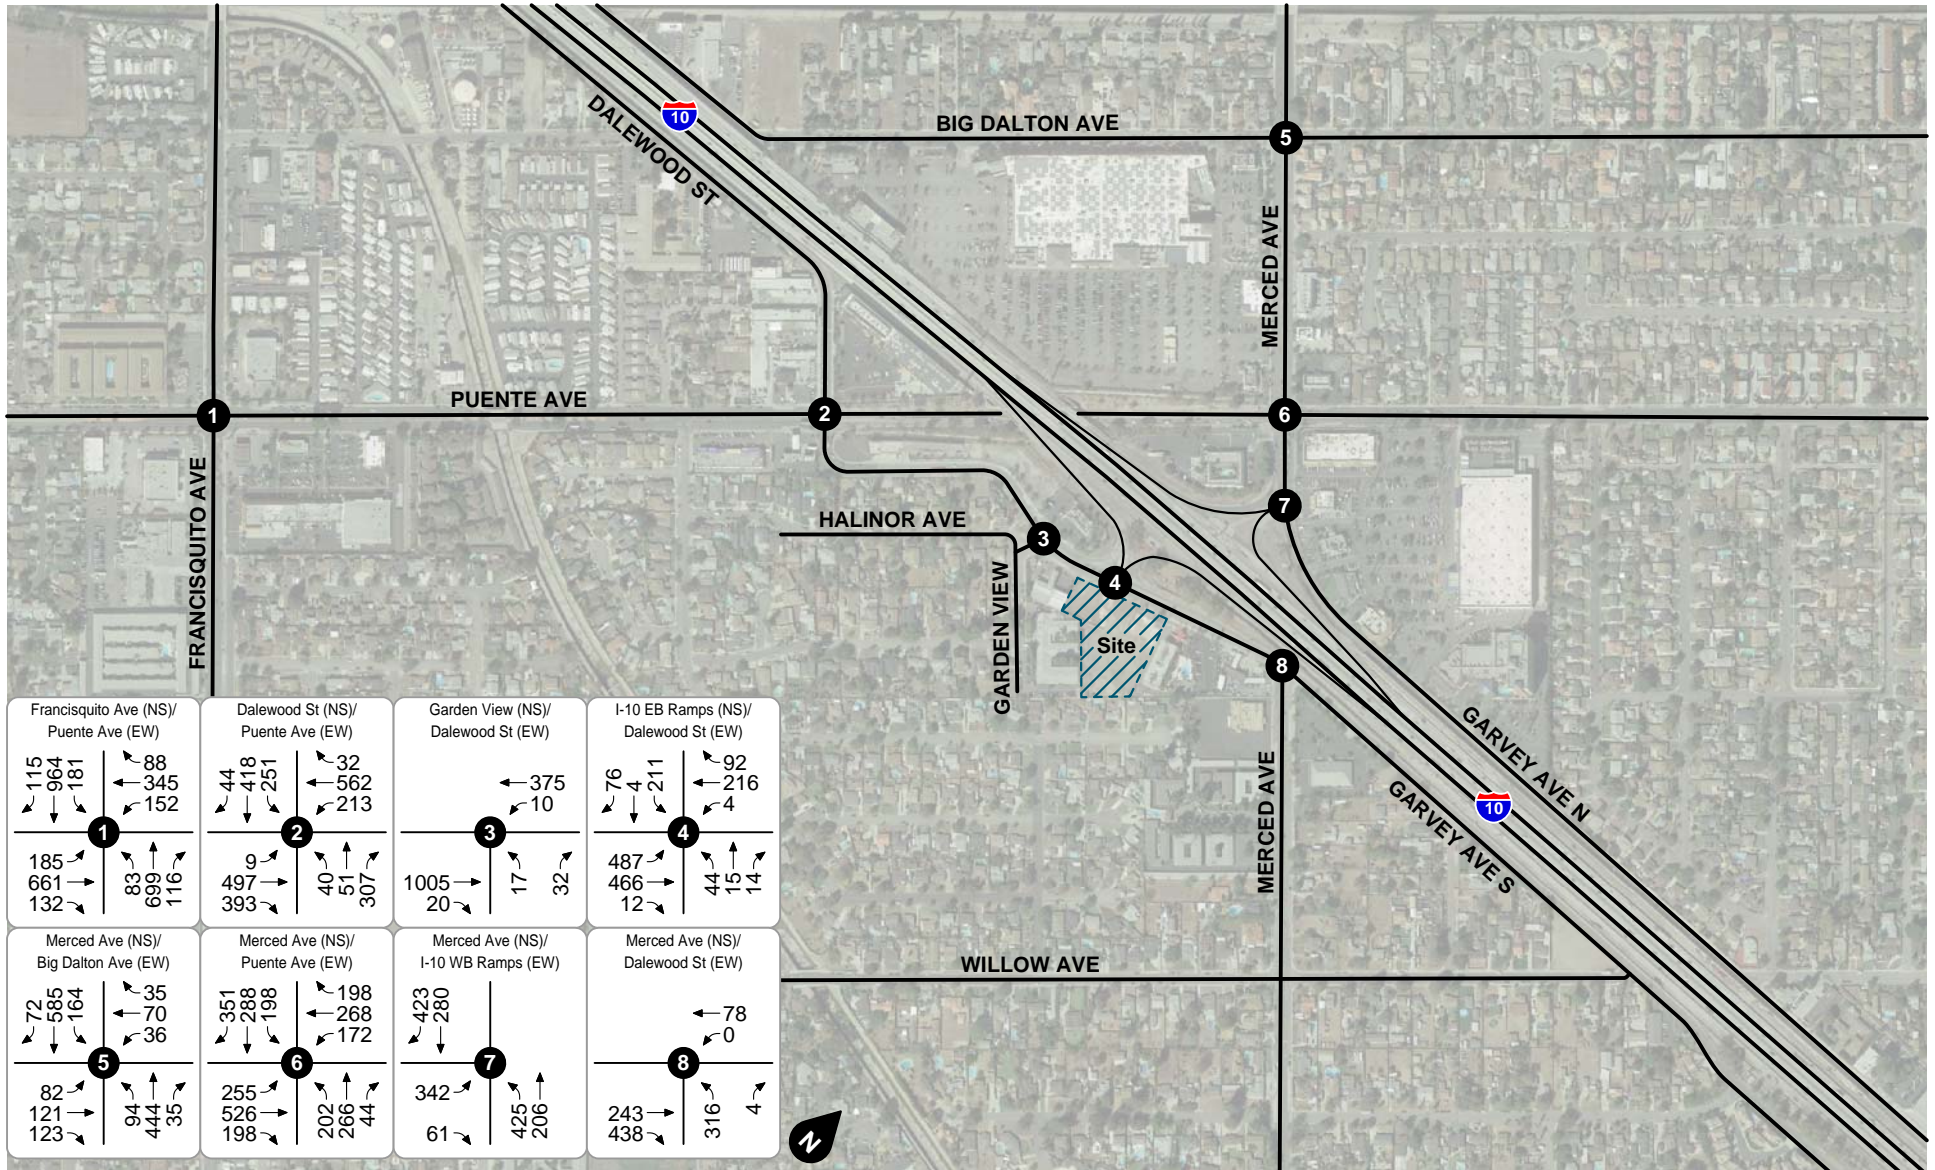 10
BIG DALTON AVE
5
DALEWOOD ST
MERCED AVE
PUENTE AVE
1
2
6
7
FRANCISQUITO AVE
HALINOR AVE
3
4
GARDEN VIEW
Site
8
GARVEY AVE N
10
GARVEY AVE S
MERCED AVE
WILLOW AVE
N
Francisquito Ave (NS)/
Puente Ave (EW)
115 964 181
88
345
152
1
185
661
132
83 699 116
Dalewood St (NS)/
Puente Ave (EW)
44 418 251
32
562
213
2
9
497
393
40 51 307
Garden View (NS)/
Dalewood St (EW)
375
10
3
1005
20
17 32
I-10 EB Ramps (NS)/
Dalewood St (EW)
76 4 211
92
216
4
4
487
466
12
44 15 14
Merced Ave (NS)/
Big Dalton Ave (EW)
72 585 164
35
70
36
5
82
121
123
94 444 35
Merced Ave (NS)/
Puente Ave (EW)
351 288 198
198
268
172
6
255
526
198
202 266 44
Merced Ave (NS)/
I-10 WB Ramps (EW)
423 280
7
342
61
425 206
Merced Ave (NS)/
Dalewood St (EW)
78
0
8
243
438
316 4